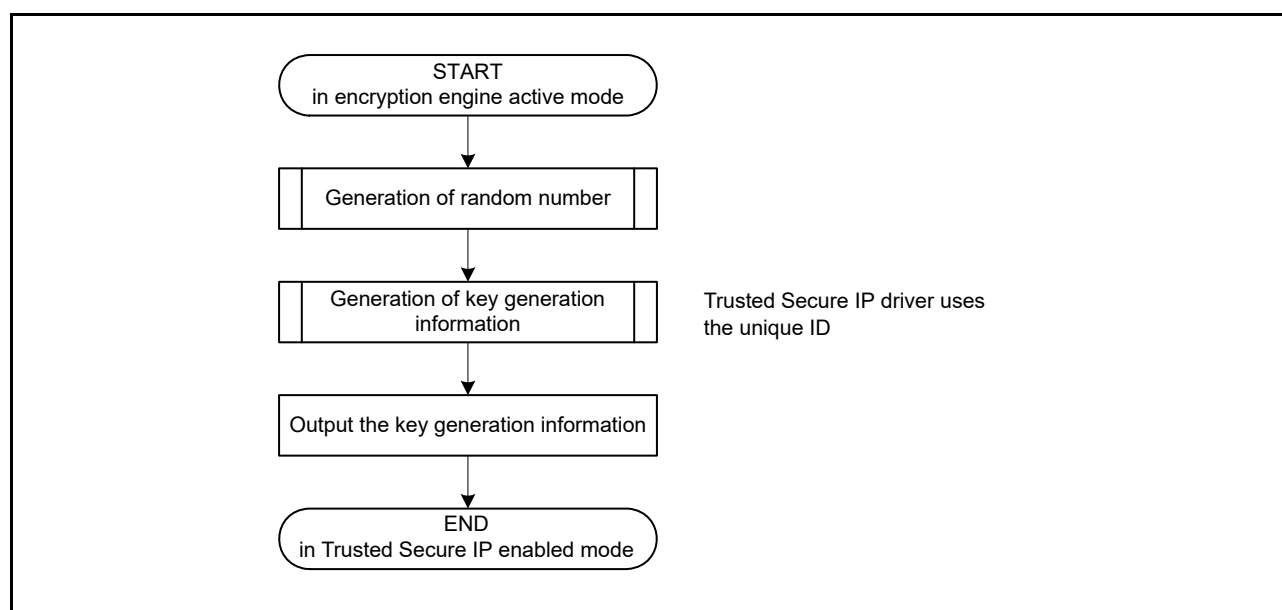 START
in encryption engine active mode
Generation of random number
Generation of key generation
information
Trusted Secure IP driver uses
the unique ID
Output the key generation information
END
in Trusted Secure IP enabled mode